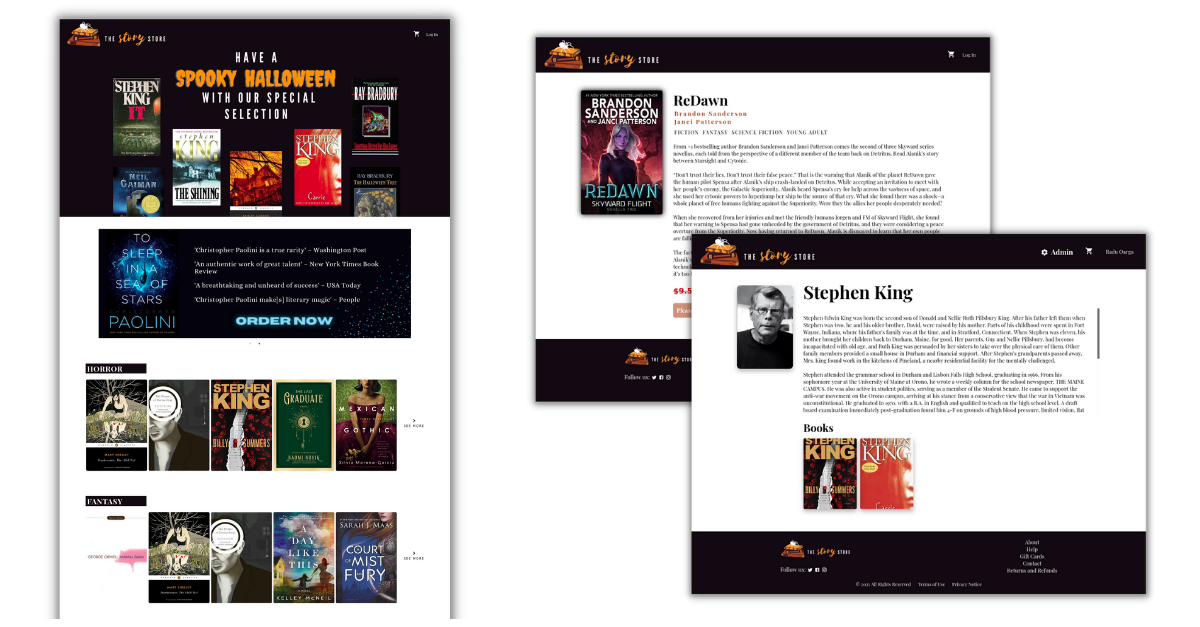 THE story STORE
Log In
HAVE A
SPOOKY HALLOWEEN
WITH OUR SPECIAL
SELECTION
STEPHEN
KING
IT
stephen
KING
THE SHINING
STEPHEN
KING
Carrie
RAY BRADBURY
NEIL
GAIMAN
RAY BRADBURY
THE HALLOWEEN TREE
TO
SLEEP
IN A
SEA OF
STARS
CHRISTOPHER
PAOLINI
'Christopher Paolini is a true rarity' – Washington Post
'An authentic work of great talent' – New York Times Book
Review
'A breathtaking and unheard of success' – USA Today
'Christopher Paolini make[s] literary magic' – People
ORDER NOW
HORROR
MARY SHELLEY
STEPHEN
KING
BILLY SUMMERS
THE LAST
GRADUATE
NAOMI NOVIK
MEXICAN
GOTHIC
Silvia Moreno-Garcia
SEE MORE
FANTASY
GEORGE ORWELL
A
DAY
LIKE
THIS
KELLEY McNEIL
SARAH J. MAAS
A
COURT
OF MIST
AND
FURY
SEE MORE
THE story STORE
Log In
#1 NEW YORK TIMES BESTSELLING AUTHOR
BRANDON
SANDERSON
AND JANCI PATTERSON
REDAWN
SKYWARD FLIGHT
NOVELLA TWO
ReDawn
Brandon Sanderson
Janci Patterson
FICTION FANTASY SCIENCE FICTION YOUNG ADULT
From #1 bestselling author Brandon Sanderson and Janci Patterson comes the second of three Skyward series
novellas, each told from the perspective of a different member of the team back on Detritus. Read Alanik's story
between Starsight and Cytonic.
"Don't trust their lies. Don't trust their false peace." That is the warning that Alanik of the planet ReDawn gave
the human pilot Spensa after Alanik's ship crash-landed on Detritus. While accepting an invitation to meet with
her people's enemy, the Galactic Superiority, Alanik heard Spensa's cry for help across the vastness of space, and
she used her cytonic powers to hyperjump her ship to the source of that cry. What she found there was a shock—a
whole planet of free humans fighting against the Superiority. Were they the allies her people desperately needed?
When she recovered from her injuries and met the friendly humans Jorgen and FM of Skyward Flight, she found
that her warning to Spensa had gone unheeded by the government of Detritus, and they were considering a peace
overture from the Superiority. Now having returned to ReDawn, Alanik is dismayed to learn that her own people
are fall
The fac
Alanik's
technol
it's too
$9.5
Pleas
THE story STORE
Follow us:
THE story STORE
Admin
Radu Oarga
Stephen King
Stephen Edwin King was born the second son of Donald and Nellie Ruth Pillsbury King. After his father left them when
Stephen was two, he and his older brother, David, were raised by his mother. Parts of his childhood were spent in Fort
Wayne, Indiana, where his father's family was at the time, and in Stratford, Connecticut. When Stephen was eleven, his
mother brought her children back to Durham, Maine, for good. Her parents, Guy and Nellie Pillsbury, had become
incapacitated with old age, and Ruth King was persuaded by her sisters to take over the physical care of them. Other
family members provided a small house in Durham and financial support. After Stephen's grandparents passed away,
Mrs. King found work in the kitchens of Pineland, a nearby residential facility for the mentally challenged.
Stephen attended the grammar school in Durham and Lisbon Falls High School, graduating in 1966. From his
sophomore year at the University of Maine at Orono, he wrote a weekly column for the school newspaper, THE MAINE
CAMPUS. He was also active in student politics, serving as a member of the Student Senate. He came to support the
anti-war movement on the Orono campus, arriving at his stance from a conservative view that the war in Vietnam was
unconstitutional. He graduated in 1970, with a B.A. in English and qualified to teach on the high school level. A draft
board examination immediately post-graduation found him 4-F on grounds of high blood pressure, limited vision, flat
Books
KING
BILLY SUMMERS
STEPHEN
KING
Carrie
THE story STORE
Follow us:
About
Help
Gift Cards
Contact
Returns and Refunds
© 2021 All Rights Reserved Terms of Use Privacy Notice